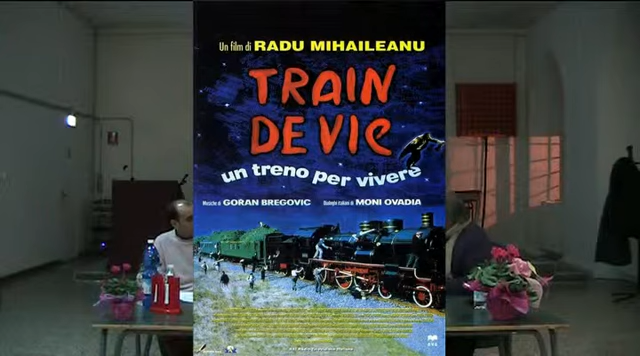 Un film di RADU MIHAILEANU
TRAIN
DE VIE
un treno per vivere
Musiche di GORAN BREGOVIC Dialoghi italiani di MONI OVADIA